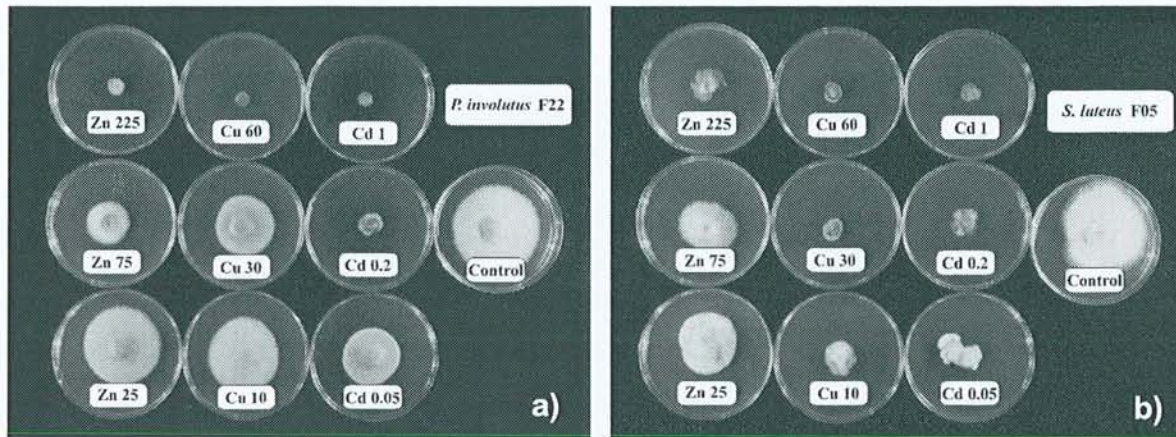 Zn 225
Cu 60
Cd 1
P. involutus F22
Zn 75
Cu 30
Cd 0.2
Control
Zn 25
Cu 10
Cd 0.05
a)
Zn 225
Cu 60
Cd 1
S. luteus F05
Zn 75
Cu 30
Cd 0.2
Control
Zn 25
Cu 10
Cd 0.05
b)